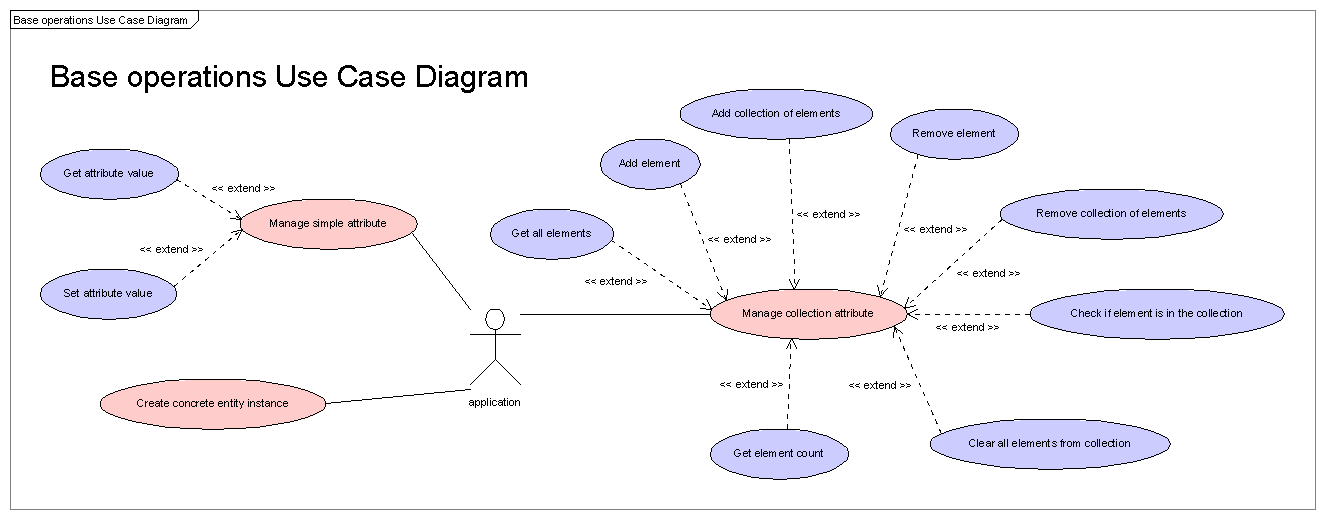 Base operations Use Case Diagram
Base operations Use Case Diagram
Add collection of elements
Remove element
Add element
Get attribute value
<< extend >>
Manage simple attribute
<< extend >>
Set attribute value
Get all elements
<< extend >>
<< extend >>
<< extend >>
<< extend >>
Remove collection of elements
<< extend >>
Manage collection attribute
Check if element is in the collection
<< extend >>
Create concrete entity instance
application
<< extend >>
<< extend >>
Get element count
Clear all elements from collection